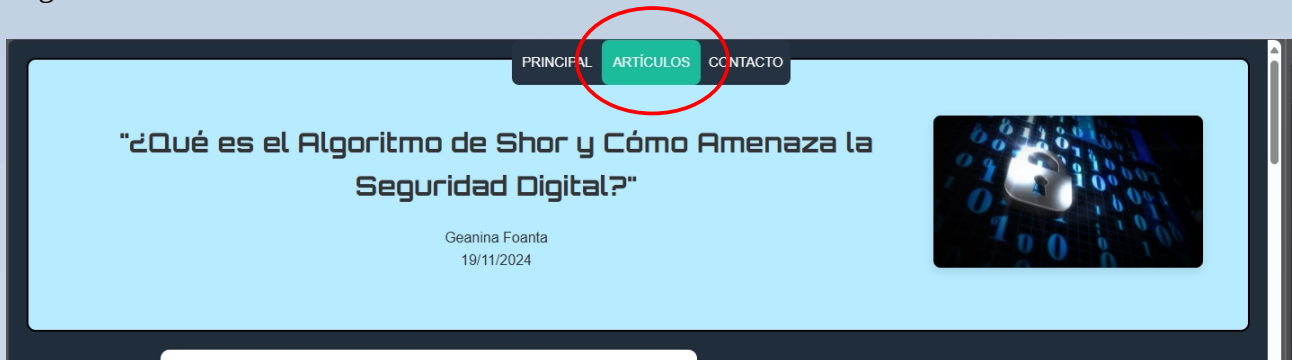 PRINCIPAL ARTÍCULOS CONTACTO
"¿Qué es el Algoritmo de Shor y Cómo Amenaza la
Seguridad Digital?"
Geanina Foanta
19/11/2024